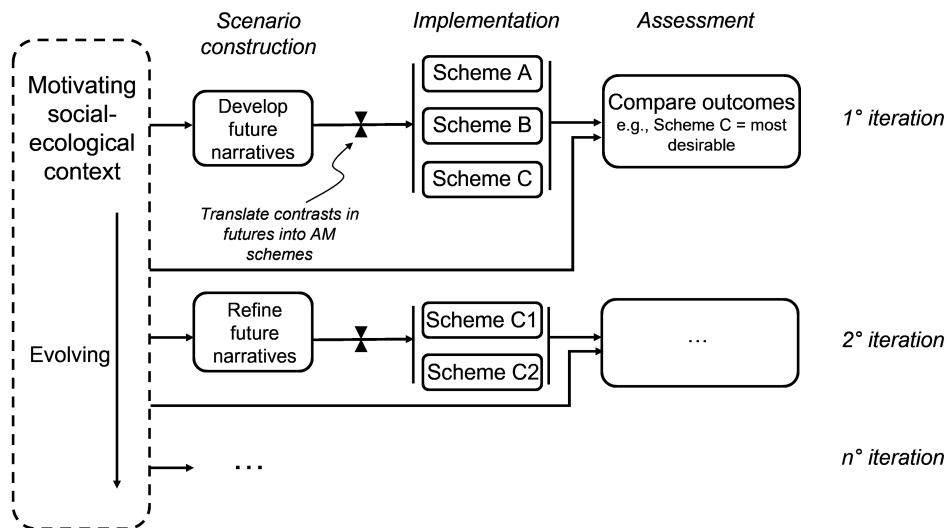 Scenario
construction
Implementation
Assessment
Motivating
social-
ecological
context
Develop
future
narratives
Scheme A
Scheme B
Scheme C
Compare outcomes
e.g., Scheme C = most
desirable
1° iteration
Translate contrasts in
futures into AM
schemes
Evolving
Refine
future
narratives
Scheme C1
Scheme C2
...
2° iteration
...
n° iteration